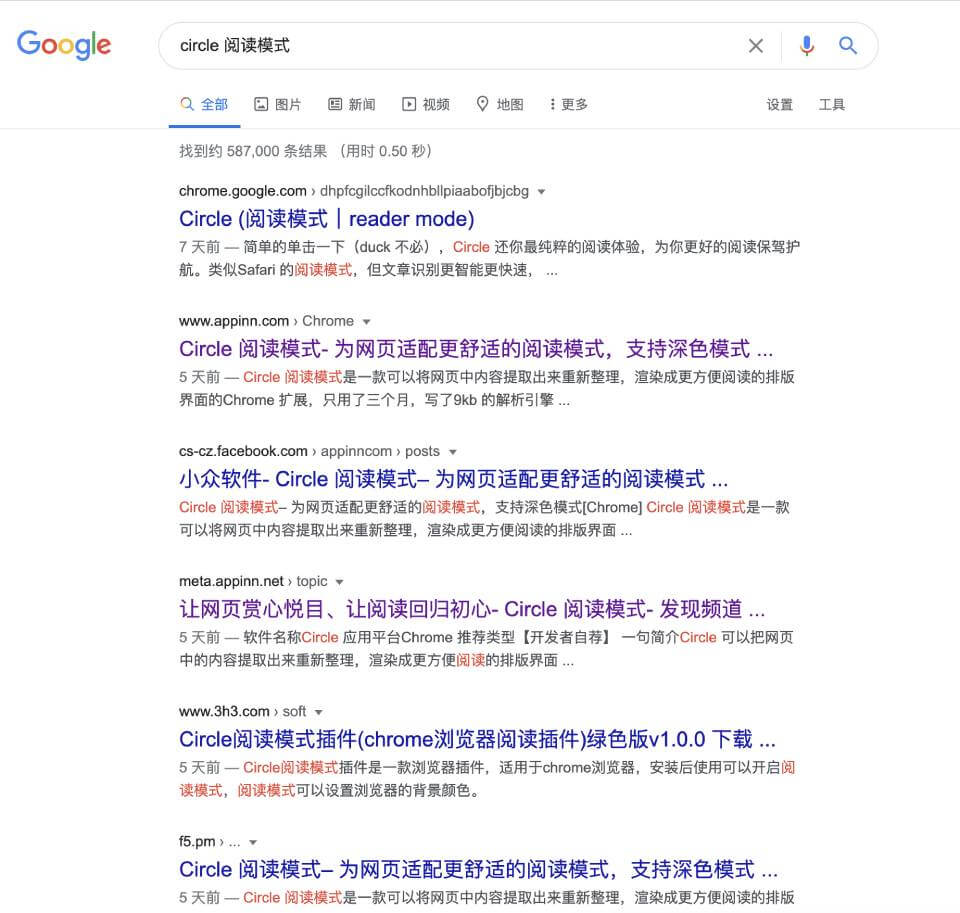 Google
circle 阅读模式
全部 图片 新闻 视频 地图 更多 设置 工具
找到约 587,000 条结果 （用时 0.50 秒）
chrome.google.com › dhpfcgilccfkodnhbllpiaabofjbjcbg
Circle (阅读模式｜reader mode)
7 天前 — 简单的单击一下（duck 不必），Circle 还你最纯粹的阅读体验，为你更好的阅读保驾护
航。类似Safari 的阅读模式，但文章识别更智能更快速， ...
www.appinn.com › Chrome
Circle 阅读模式- 为网页适配更舒适的阅读模式，支持深色模式 ...
5 天前 — Circle 阅读模式是一款可以将网页中内容提取出来重新整理，渲染成更方便阅读的排版
界面的Chrome 扩展，只用了三个月，写了9kb 的解析引擎 ...
cs-cz.facebook.com › appinncom › posts
小众软件- Circle 阅读模式– 为网页适配更舒适的阅读模式 ...
Circle 阅读模式– 为网页适配更舒适的阅读模式，支持深色模式[Chrome] Circle 阅读模式是一款
可以将网页中内容提取出来重新整理，渲染成更方便阅读的排版界面 ...
meta.appinn.net › topic
让网页赏心悦目、让阅读回归初心- Circle 阅读模式- 发现频道 ...
5 天前 — 软件名称Circle 应用平台Chrome 推荐类型【开发者自荐】 一句简介Circle 可以把网页
中的内容提取出来重新整理，渲染成更方便阅读的排版界面 ...
www.3h3.com › soft
Circle阅读模式插件(chrome浏览器阅读插件)绿色版v1.0.0 下载 ...
5 天前 — Circle阅读模式插件是一款浏览器插件，适用于chrome浏览器，安装后使用可以开启阅
读模式，阅读模式可以设置浏览器的背景颜色。
f5.pm › ...
Circle 阅读模式– 为网页适配更舒适的阅读模式，支持深色模式 ...
5 天前 — Circle 阅读模式是一款可以将网页中内容提取出来重新整理，渲染成更方便阅读的排版